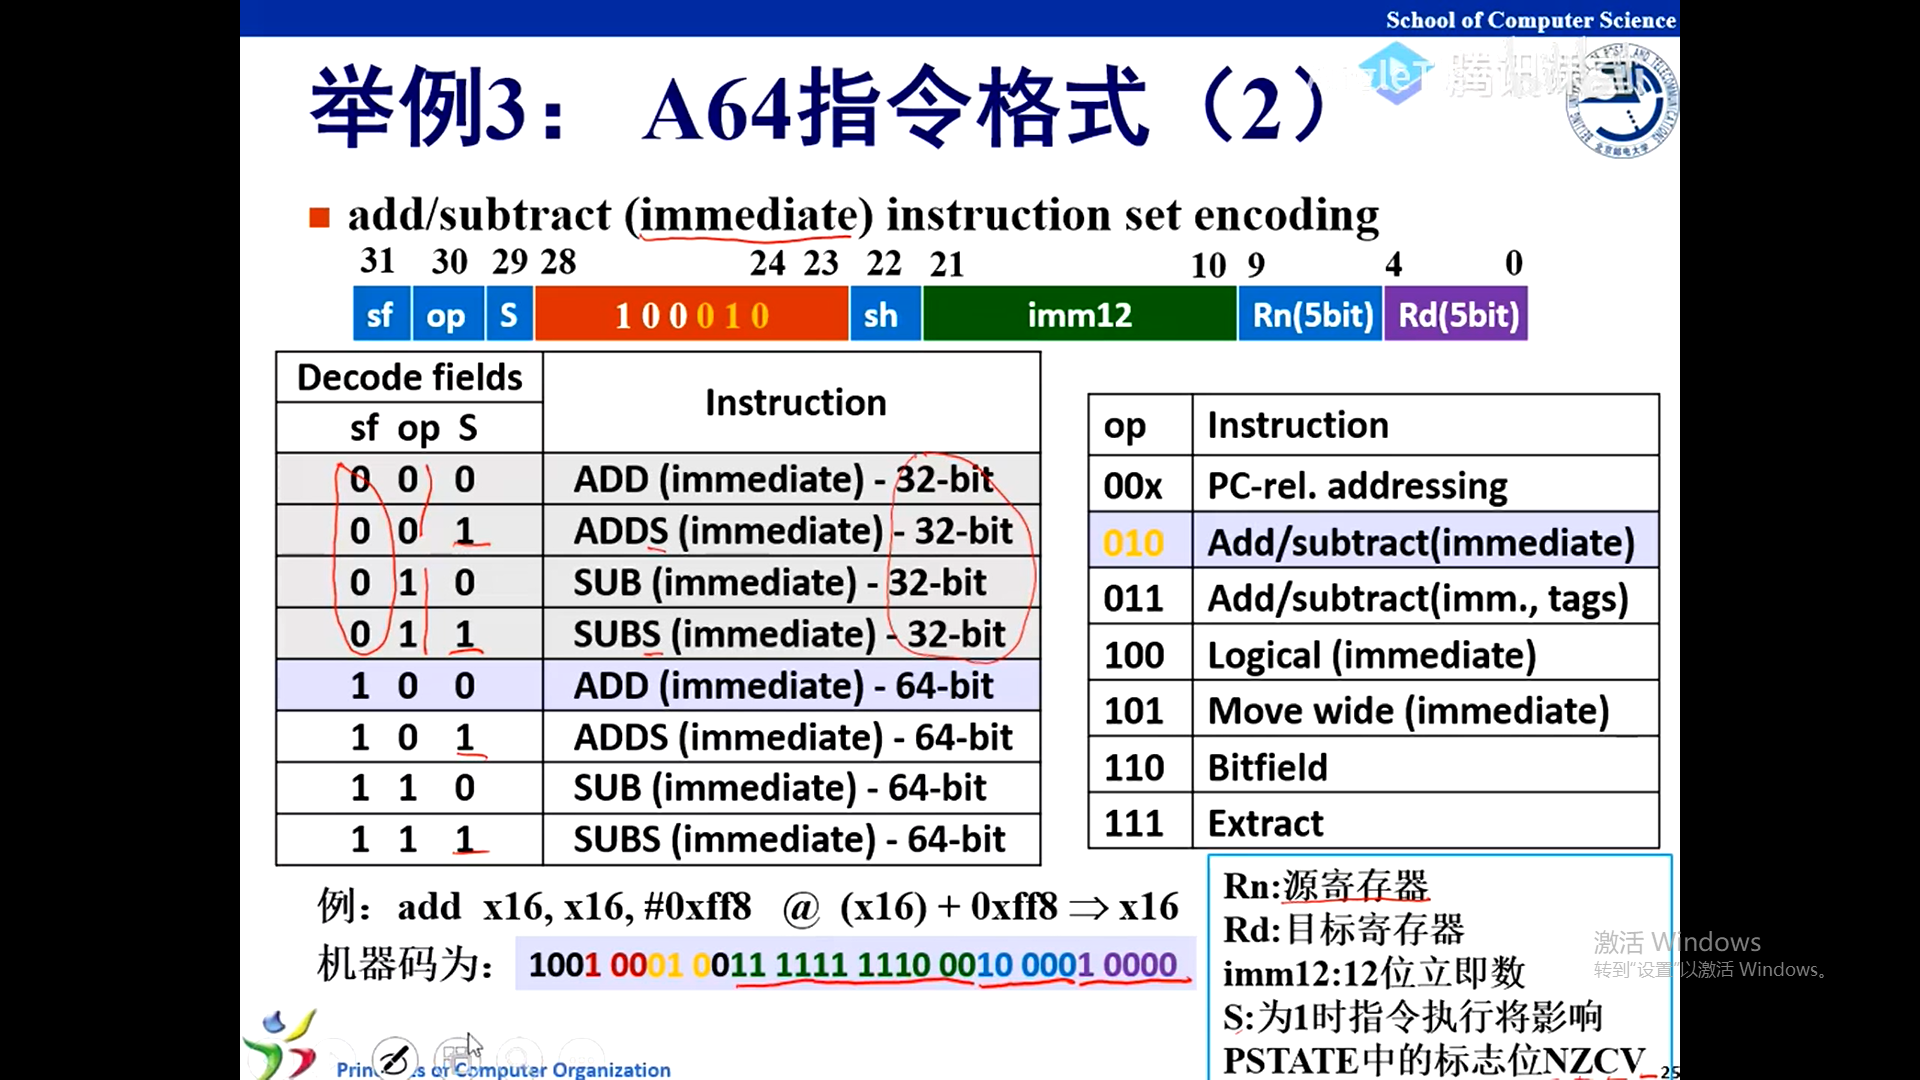 School of Computer Science
举例3： A64指令格式（2）
腾讯课堂
add/subtract (immediate) instruction set encoding
31 30 29 28 24 23 22 21 10 9 4 0
sf op S 1 0 0 0 1 0 sh imm12 Rn(5bit) Rd(5bit)
Decode fields Instruction
sf op S
0 0 0 ADD (immediate) - 32-bit
0 0 1 ADDS (immediate) - 32-bit
0 1 0 SUB (immediate) - 32-bit
0 1 1 SUBS (immediate) - 32-bit
1 0 0 ADD (immediate) - 64-bit
1 0 1 ADDS (immediate) - 64-bit
1 1 0 SUB (immediate) - 64-bit
1 1 1 SUBS (immediate) - 64-bit
op Instruction
00x PC-rel. addressing
010 Add/subtract(immediate)
011 Add/subtract(imm., tags)
100 Logical (immediate)
101 Move wide (immediate)
110 Bitfield
111 Extract
例：add x16, x16, #0xff8 @ (x16) + 0xff8 ⇒ x16
机器码为：1001 0001 0011 1111 1110 0010 0001 0000
Rn:源寄存器
Rd:目标寄存器
imm12:12位立即数
S:为1时指令执行将影响
PSTATE中的标志位NZCV
激活 Windows
转到“设置”以激活 Windows。
Principles of Computer Organization
25